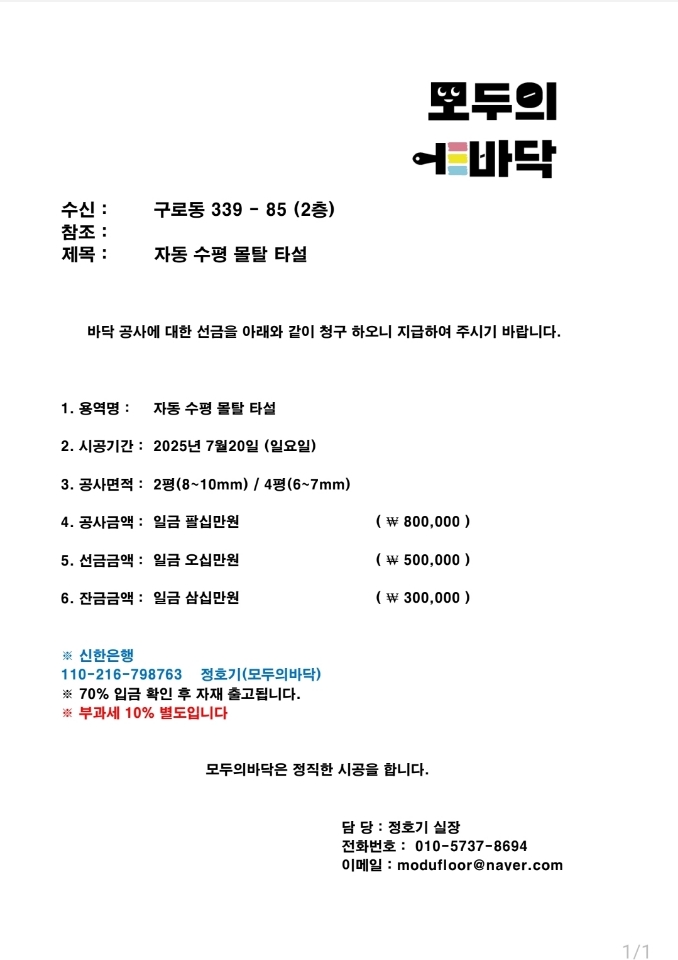 모두의
바닥
수신 : 구로동 339 - 85 (2층)
참조 :
제목 : 자동 수평 몰탈 타설
바닥 공사에 대한 선금을 아래와 같이 청구 하오니 지급하여 주시기 바랍니다.
1. 용역명 : 자동 수평 몰탈 타설
2. 시공기간 : 2025년 7월20일 (일요일)
3. 공사면적 : 2평(8~10mm) / 4평(6~7mm)
4. 공사금액 : 일금 팔십만원 ( ₩ 800,000 )
5. 선금금액 : 일금 오십만원 ( ₩ 500,000 )
6. 잔금금액 : 일금 삼십만원 ( ₩ 300,000 )
※ 신한은행
110-216-798763 정호기(모두의바닥)
※ 70% 입금 확인 후 자재 출고됩니다.
※ 부과세 10% 별도입니다
모두의바닥은 정직한 시공을 합니다.
담 당 : 정호기 실장
전화번호 : 010-5737-8694
이메일 : modufloor@naver.com
1/1